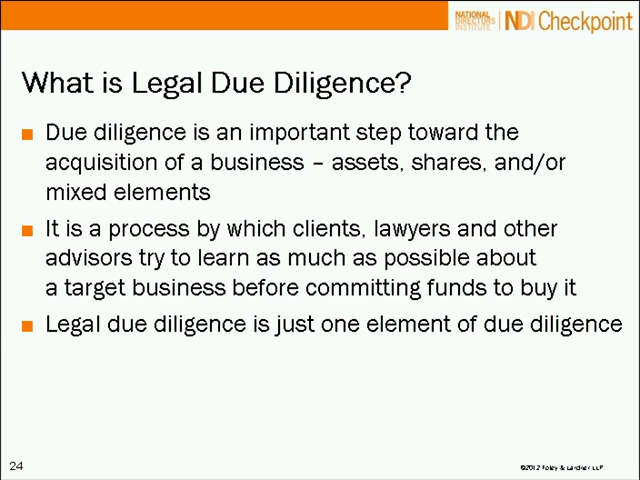 NATIONAL
DIRECTORS
INSTITUTE
NDI Checkpoint
What is Legal Due Diligence?
Due diligence is an important step toward the
acquisition of a business – assets, shares, and/or
mixed elements
It is a process by which clients, lawyers and other
advisors try to learn as much as possible about
a target business before committing funds to buy it
Legal due diligence is just one element of due diligence
24
©2012 Foley & Lardner LLP